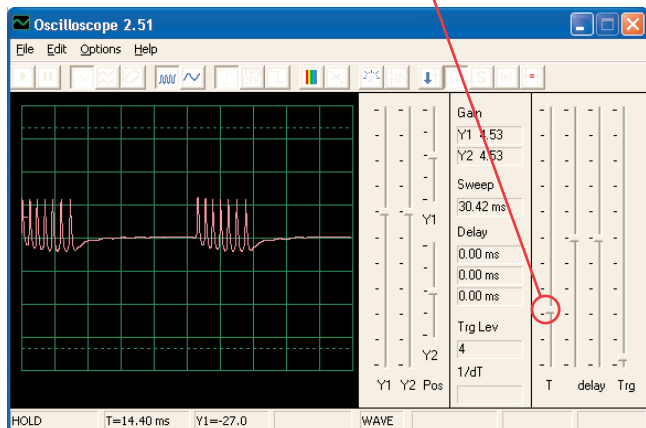 Oscilloscope 2.51
File Edit Options Help
S W
Gain
Y1 4.53
Y2 4.53
Sweep
30.42 ms
Y1
Delay
0.00 ms
0.00 ms
0.00 ms
Trg Lev
4
Y2
1/dT
Y1 Y2 Pos
T delay Trg
HOLD T=14.40 ms Y1=-27.0 WAVE